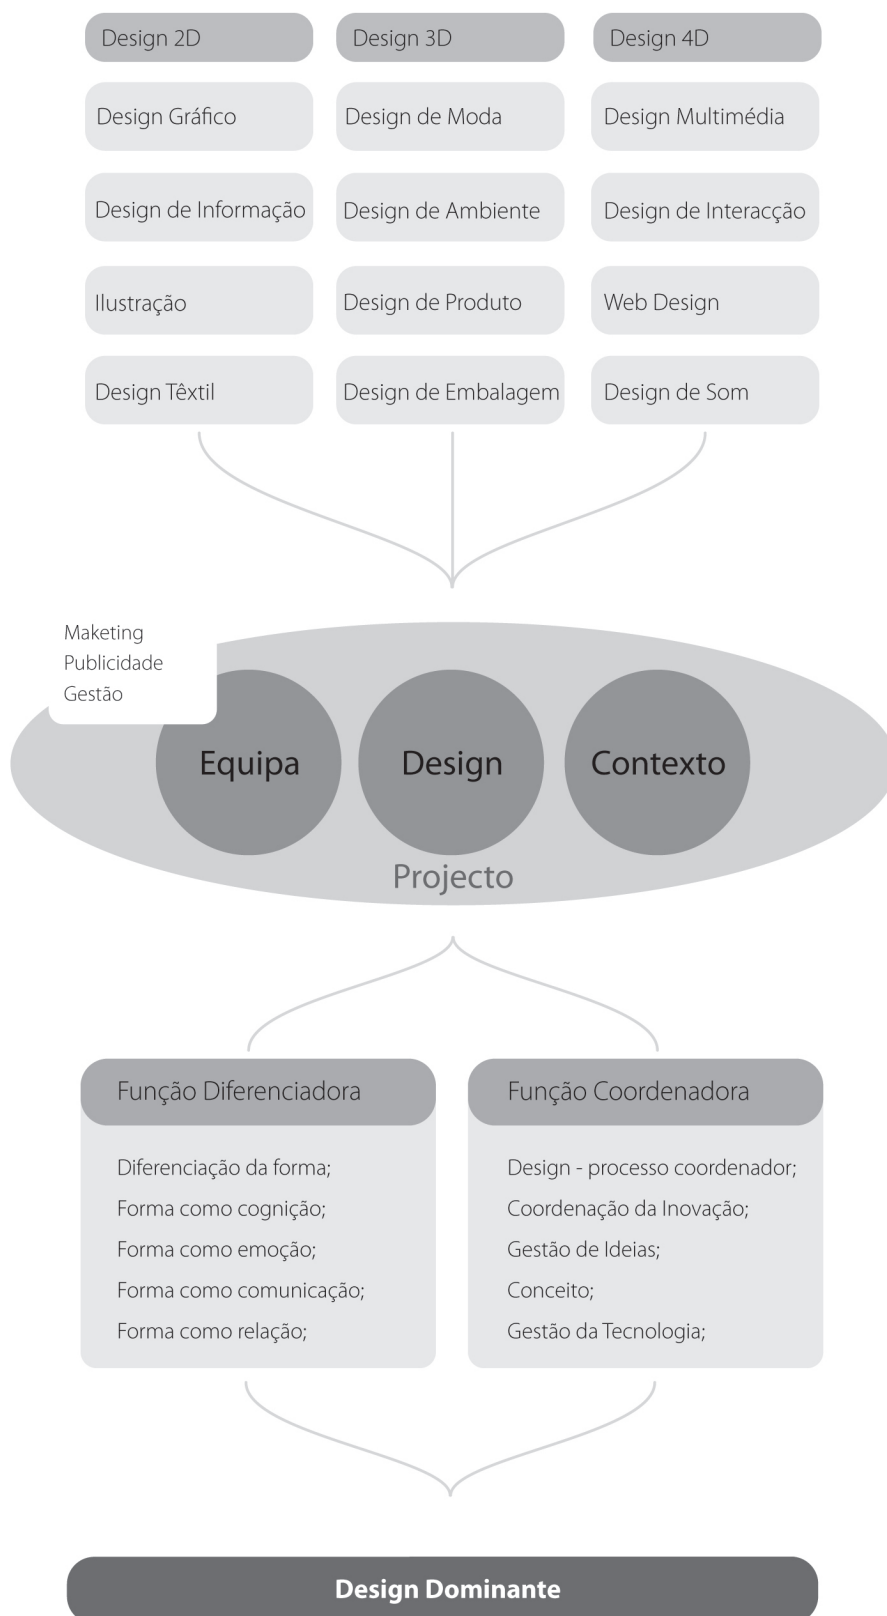 Design 2D
Design 3D
Design 4D
Design Gráfico
Design de Moda
Design Multimédia
Design de Informação
Design de Ambiente
Design de Interacção
Ilustração
Design de Produto
Web Design
Design Têxtil
Design de Embalagem
Design de Som
Maketing
Publicidade
Gestão
Equipa
Design
Contexto
Projecto
Função Diferenciadora
Diferenciação da forma;
Forma como cognição;
Forma como emoção;
Forma como comunicação;
Forma como relação;
Função Coordenadora
Design - processo coordenador;
Coordenação da Inovação;
Gestão de Ideias;
Conceito;
Gestão da Tecnologia;
Design Dominante